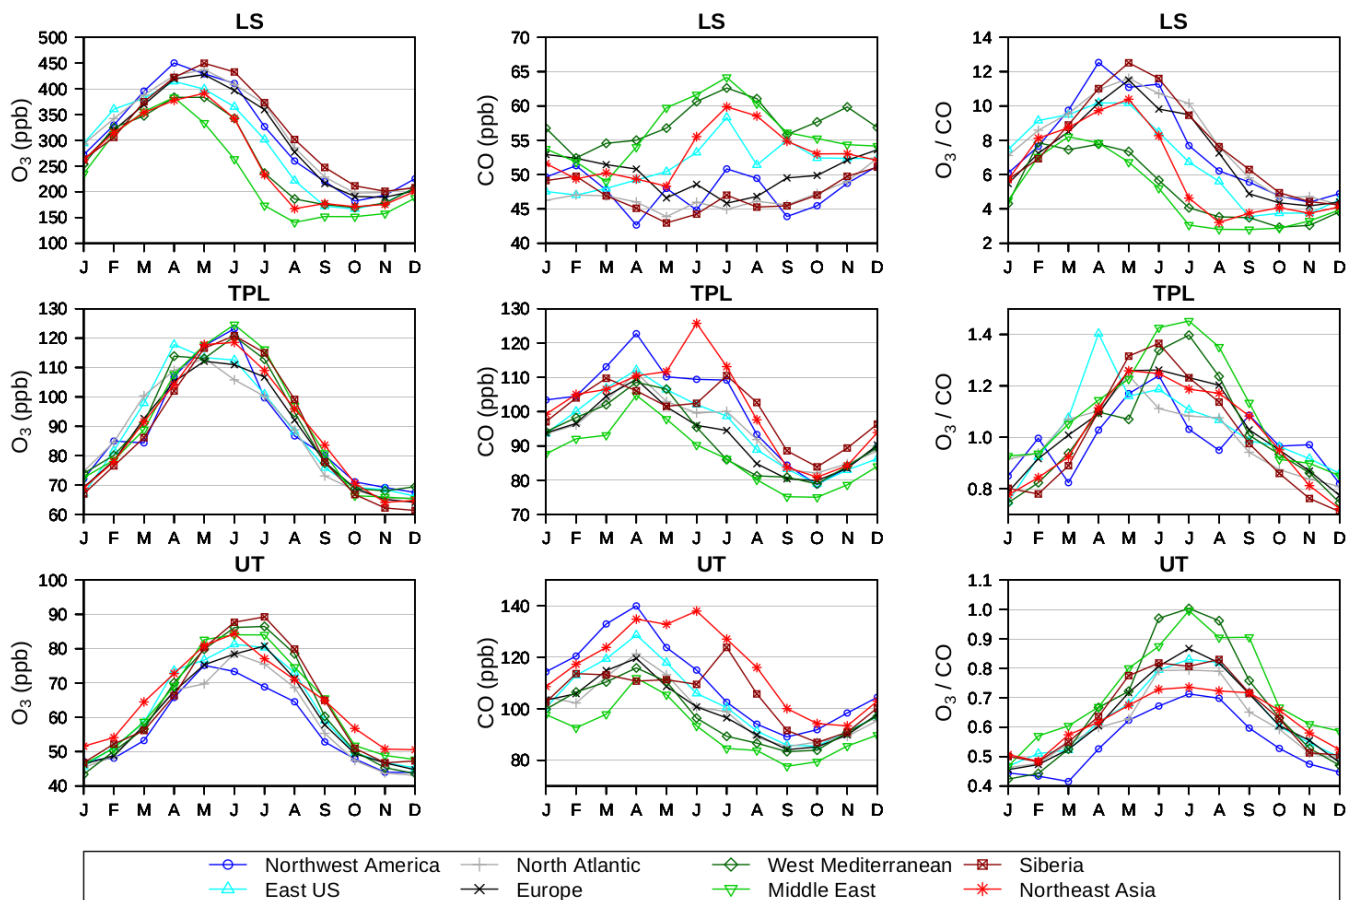 LS LS LS
500 70 14
450 65 12
400 60 10
350 55 8
300 50 6
250 45 4
200 40 2
150
100
O3 (ppb) CO (ppb) O3 / CO
J F M A M J J A S O N D J F M A M J J A S O N D J F M A M J J A S O N D
TPL TPL TPL
130 130 1.4
120 120 1.2
110 110 1.0
100 100 0.8
90 90
80 80
70 70
60
O3 (ppb) CO (ppb) O3 / CO
J F M A M J J A S O N D J F M A M J J A S O N D J F M A M J J A S O N D
UT UT UT
100 140 1.1
90 120 1.0
80 100 0.9
70 80 0.8
60 0.7
50 0.6
40 0.5
0.4
O3 (ppb) CO (ppb) O3 / CO
J F M A M J J A S O N D J F M A M J J A S O N D J F M A M J J A S O N D
Northwest America North Atlantic West Mediterranean Siberia
East US Europe Middle East Northeast Asia